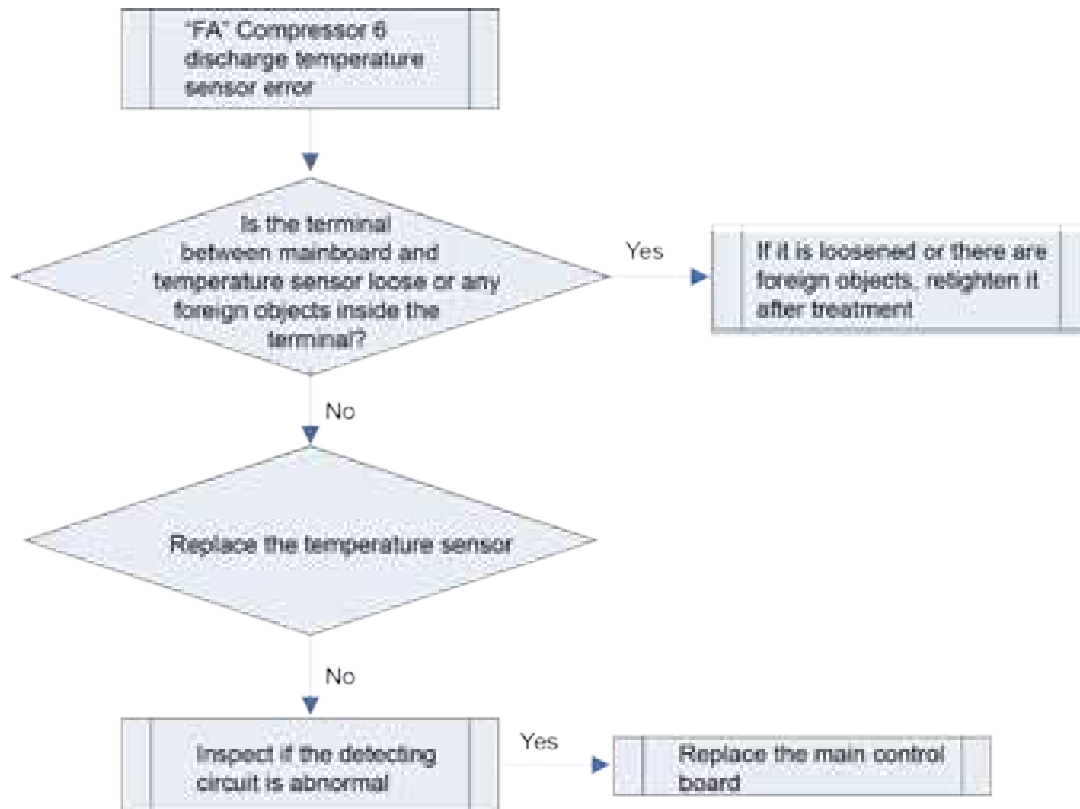 “FA” Compressor 6
discharge temperature
sensor error
Is the terminal
between mainboard and
temperature sensor loose or any
foreign objects inside the
terminal?
Yes
If it is loosened or there are
foreign objects, retighten it
after treatment
No
Replace the temperature sensor
No
Inspect if the detecting
circuit is abnormal
Yes
Replace the main control
board